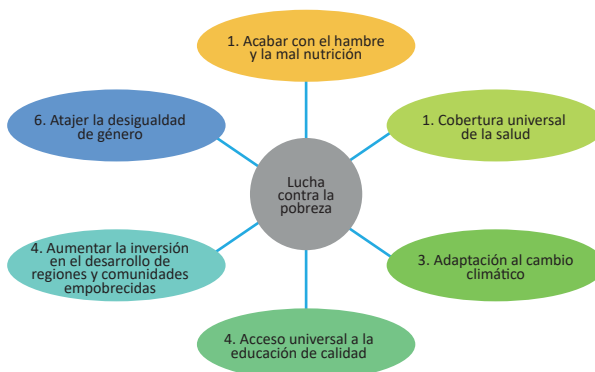 1. Acabar con el hambre
y la mal nutrición
1. Cobertura universal
de la salud
3. Adaptación al cambio
climático
4. Acceso universal a la
educación de calidad
4. Aumentar la inversión
en el desarrollo de
regiones y comunidades
empobrecidas
6. Atajer la desigualdad
de género
Lucha
contra la
pobreza